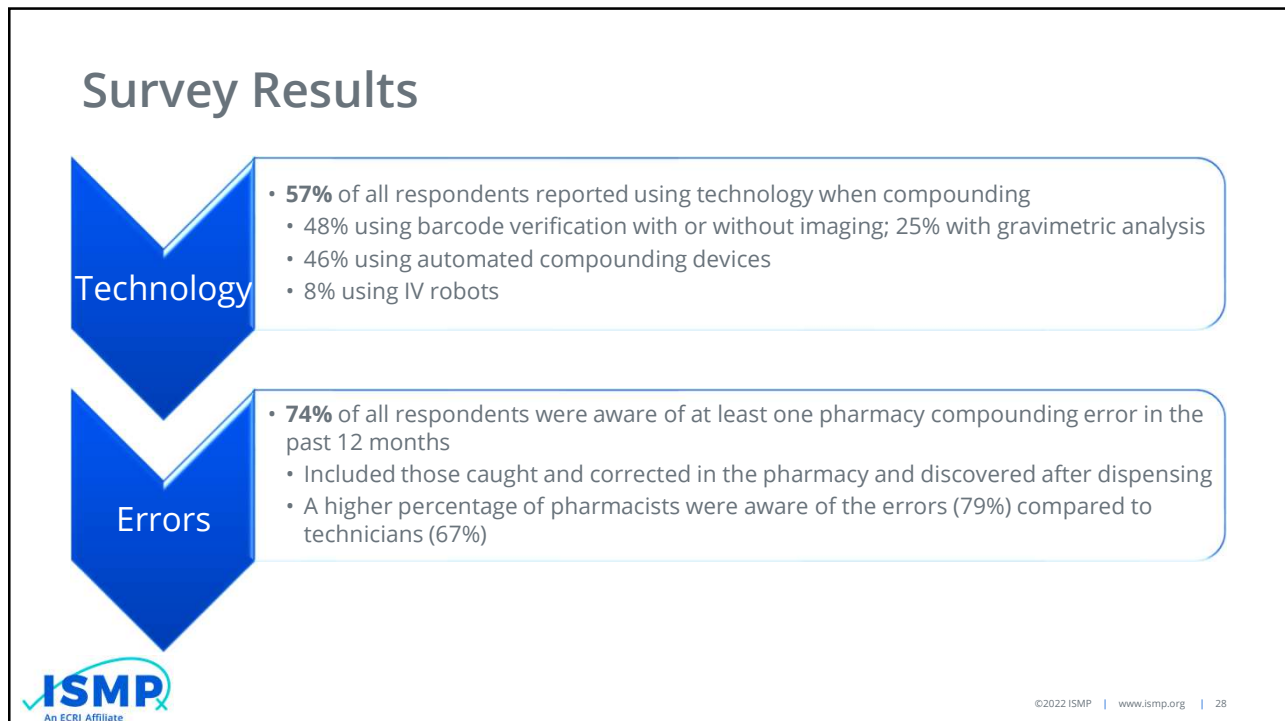 Survey Results
Technology
• 57% of all respondents reported using technology when compounding
• 48% using barcode verification with or without imaging; 25% with gravimetric analysis
• 46% using automated compounding devices
• 8% using IV robots
Errors
• 74% of all respondents were aware of at least one pharmacy compounding error in the
past 12 months
• Included those caught and corrected in the pharmacy and discovered after dispensing
• A higher percentage of pharmacists were aware of the errors (79%) compared to
technicians (67%)
ISMP
An ECRI Affiliate
©2022 ISMP | www.ismp.org | 28